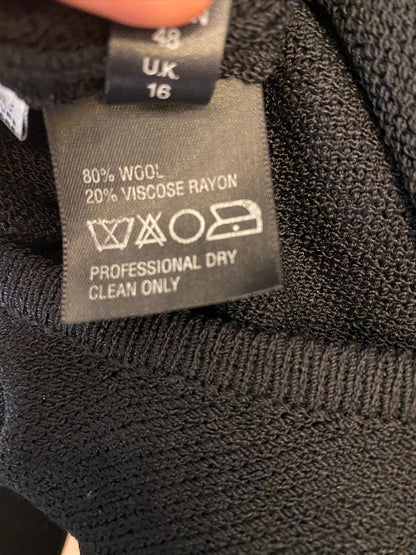 48
U.K.
16
80% WOOL
20% VISCOSE RAYON
PROFESSIONAL DRY
CLEAN ONLY